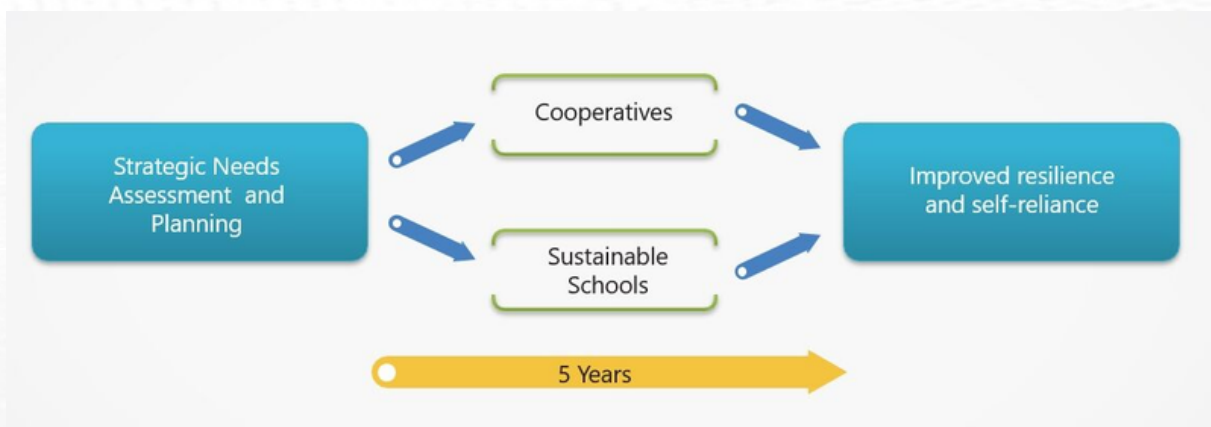 Strategic Needs
Assessment and
Planning
Cooperatives
Sustainable
Schools
Improved resilience
and self-reliance
5 Years